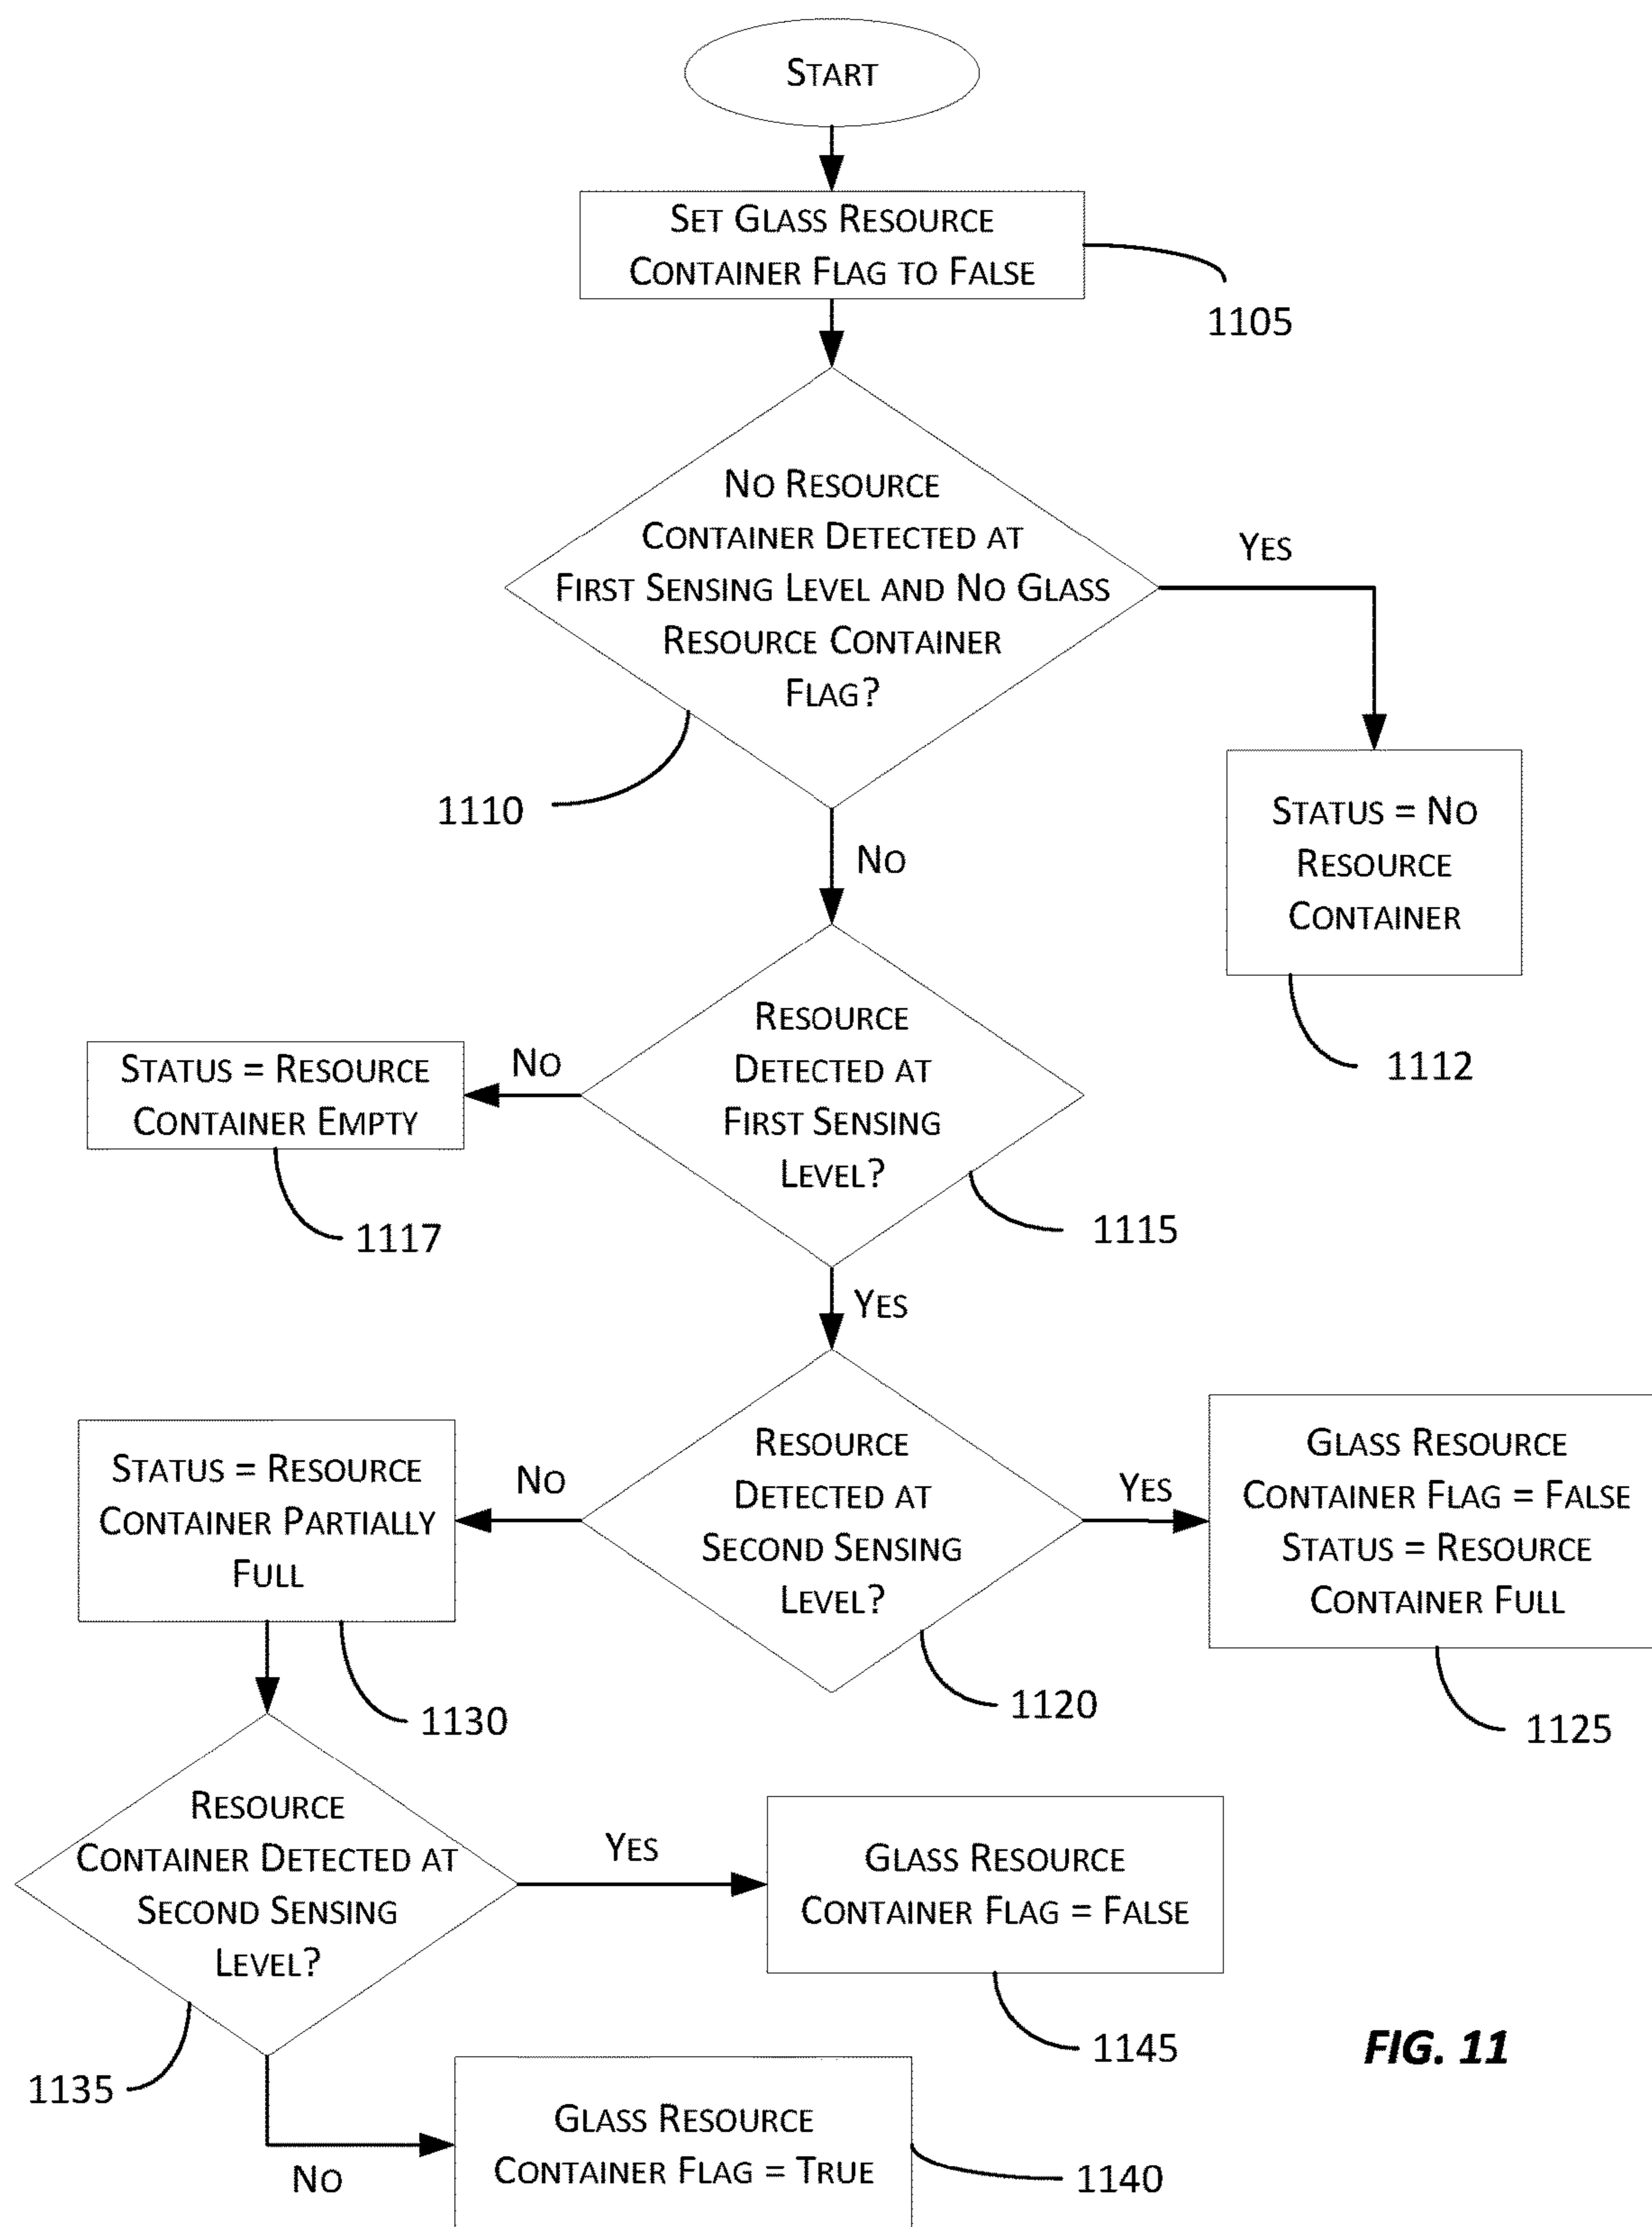 START
SET GLASS RESOURCE
CONTAINER FLAG TO FALSE
1105
NO RESOURCE
CONTAINER DETECTED AT
FIRST SENSING LEVEL AND NO GLASS
RESOURCE CONTAINER
FLAG?
YES
1110
NO
STATUS = NO
RESOURCE
CONTAINER
1112
RESOURCE
DETECTED AT
FIRST SENSING
LEVEL?
NO
STATUS = RESOURCE
CONTAINER EMPTY
1117
1115
YES
RESOURCE
DETECTED AT
SECOND SENSING
LEVEL?
NO
YES
STATUS = RESOURCE
CONTAINER PARTIALLY
FULL
GLASS RESOURCE
CONTAINER FLAG = FALSE
STATUS = RESOURCE
CONTAINER FULL
1130
1120
1125
RESOURCE
CONTAINER DETECTED AT
SECOND SENSING
LEVEL?
YES
GLASS RESOURCE
CONTAINER FLAG = FALSE
1145
1135
NO
GLASS RESOURCE
CONTAINER FLAG = TRUE
1140
FIG. 11